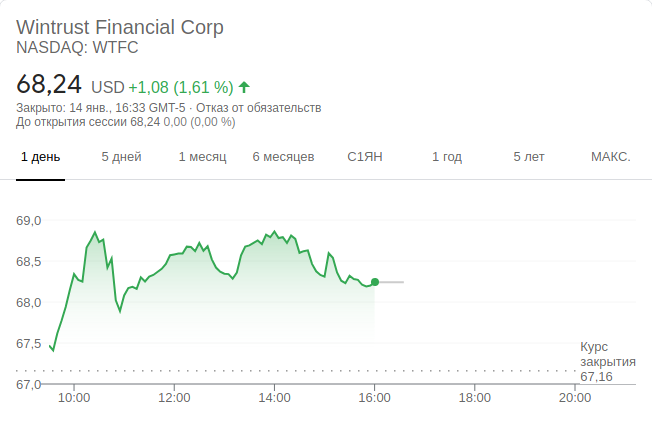 Wintrust Financial Corp
NASDAQ: WTFC
68,24 USD +1,08 (1,61 %)
Закрыто: 14 янв., 16:33 GMT-5 · Отказ от обязательств
До открытия сессии 68,24 0,00 (0,00 %)
1 день 5 дней 1 месяц 6 месяцев С1ЯН 1 год 5 лет МАКС.
69,0
68,5
68,0
67,5
Курс
закрытия
67,16
67,0
10:00 12:00 14:00 16:00 18:00 20:00